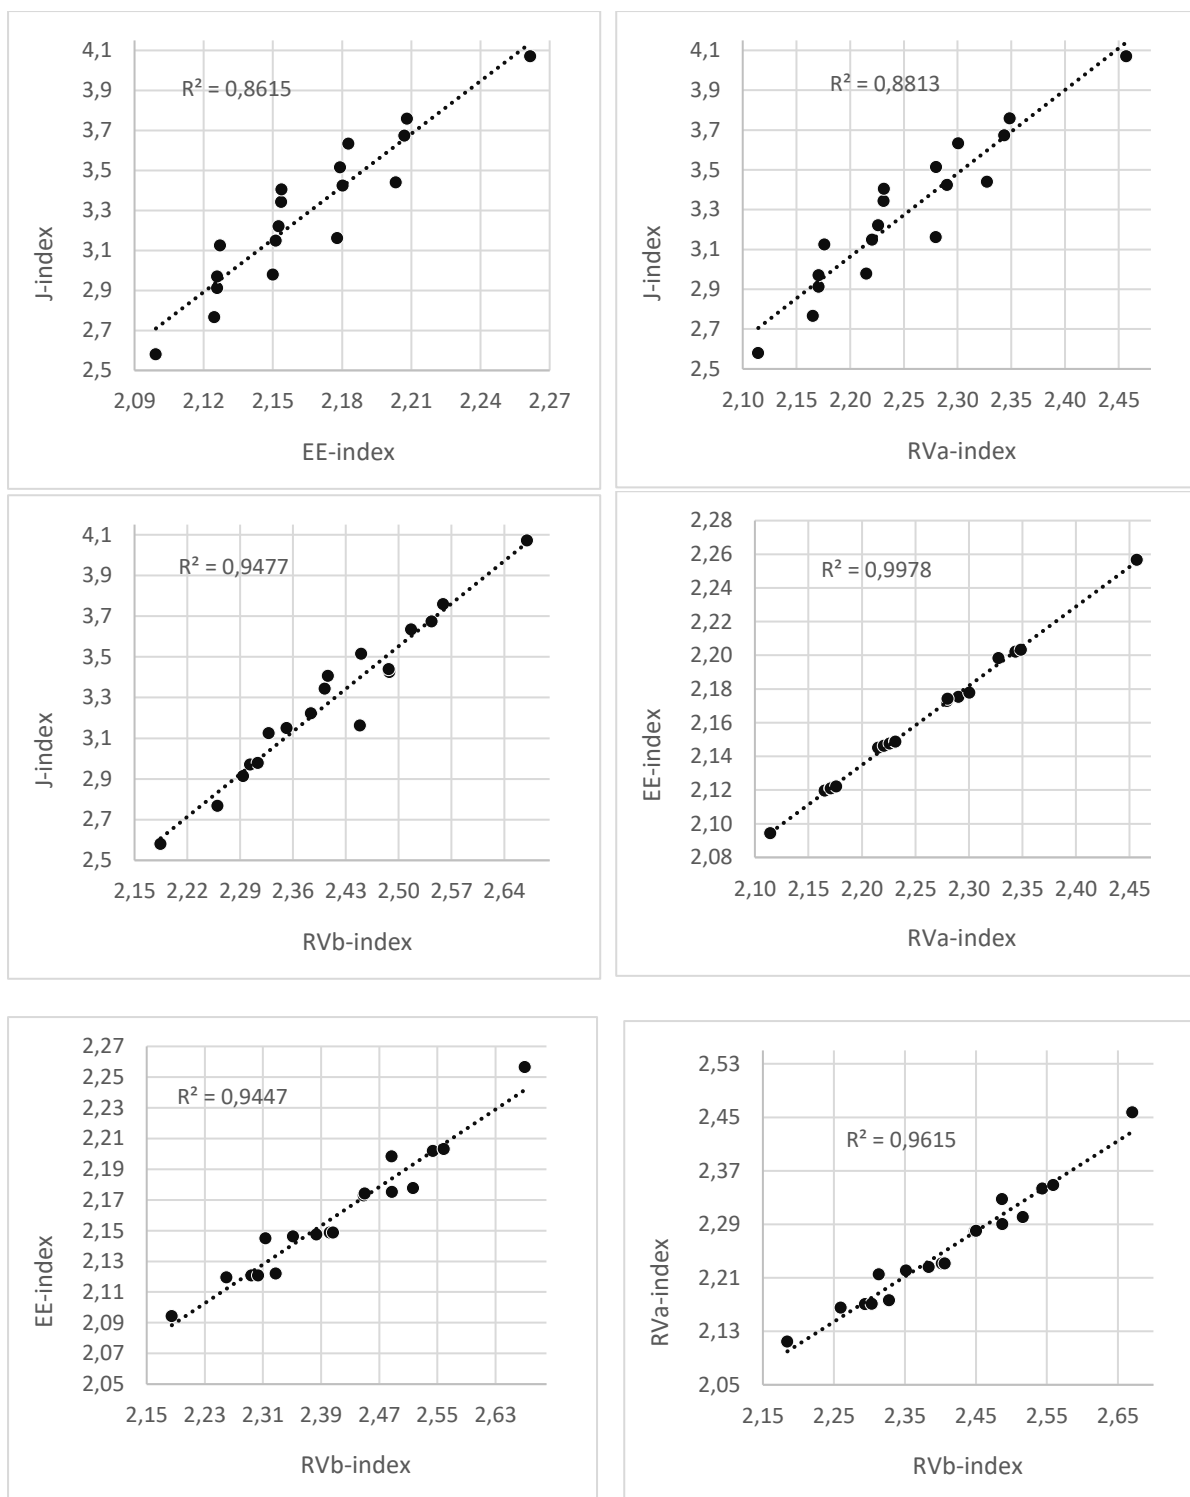 4,1
3,9
3,7
3,5
3,3
3,1
2,9
2,7
2,5
R² = 0,8615
J-index
2,09 2,12 2,15 2,18 2,21 2,24 2,27
EE-index
4,1
3,9
3,7
3,5
3,3
3,1
2,9
2,7
2,5
R² = 0,8813
J-index
2,10 2,15 2,20 2,25 2,30 2,35 2,40 2,45
RVa-index
4,1
3,9
3,7
3,5
3,3
3,1
2,9
2,7
2,5
R² = 0,9477
J-index
2,15 2,22 2,29 2,36 2,43 2,50 2,57 2,64
RVb-index
2,28
2,26
2,24
2,22
2,20
2,18
2,16
2,14
2,12
2,10
2,08
R² = 0,9978
EE-index
2,10 2,15 2,20 2,25 2,30 2,35 2,40 2,45
RVa-index
2,27
2,25
2,23
2,21
2,19
2,17
2,15
2,13
2,11
2,09
2,07
2,05
R² = 0,9447
EE-index
2,15 2,23 2,31 2,39 2,47 2,55 2,63
RVb-index
2,53
2,45
2,37
2,29
2,21
2,13
2,05
R² = 0,9615
RVa-index
2,15 2,25 2,35 2,45 2,55 2,65
RVb-index